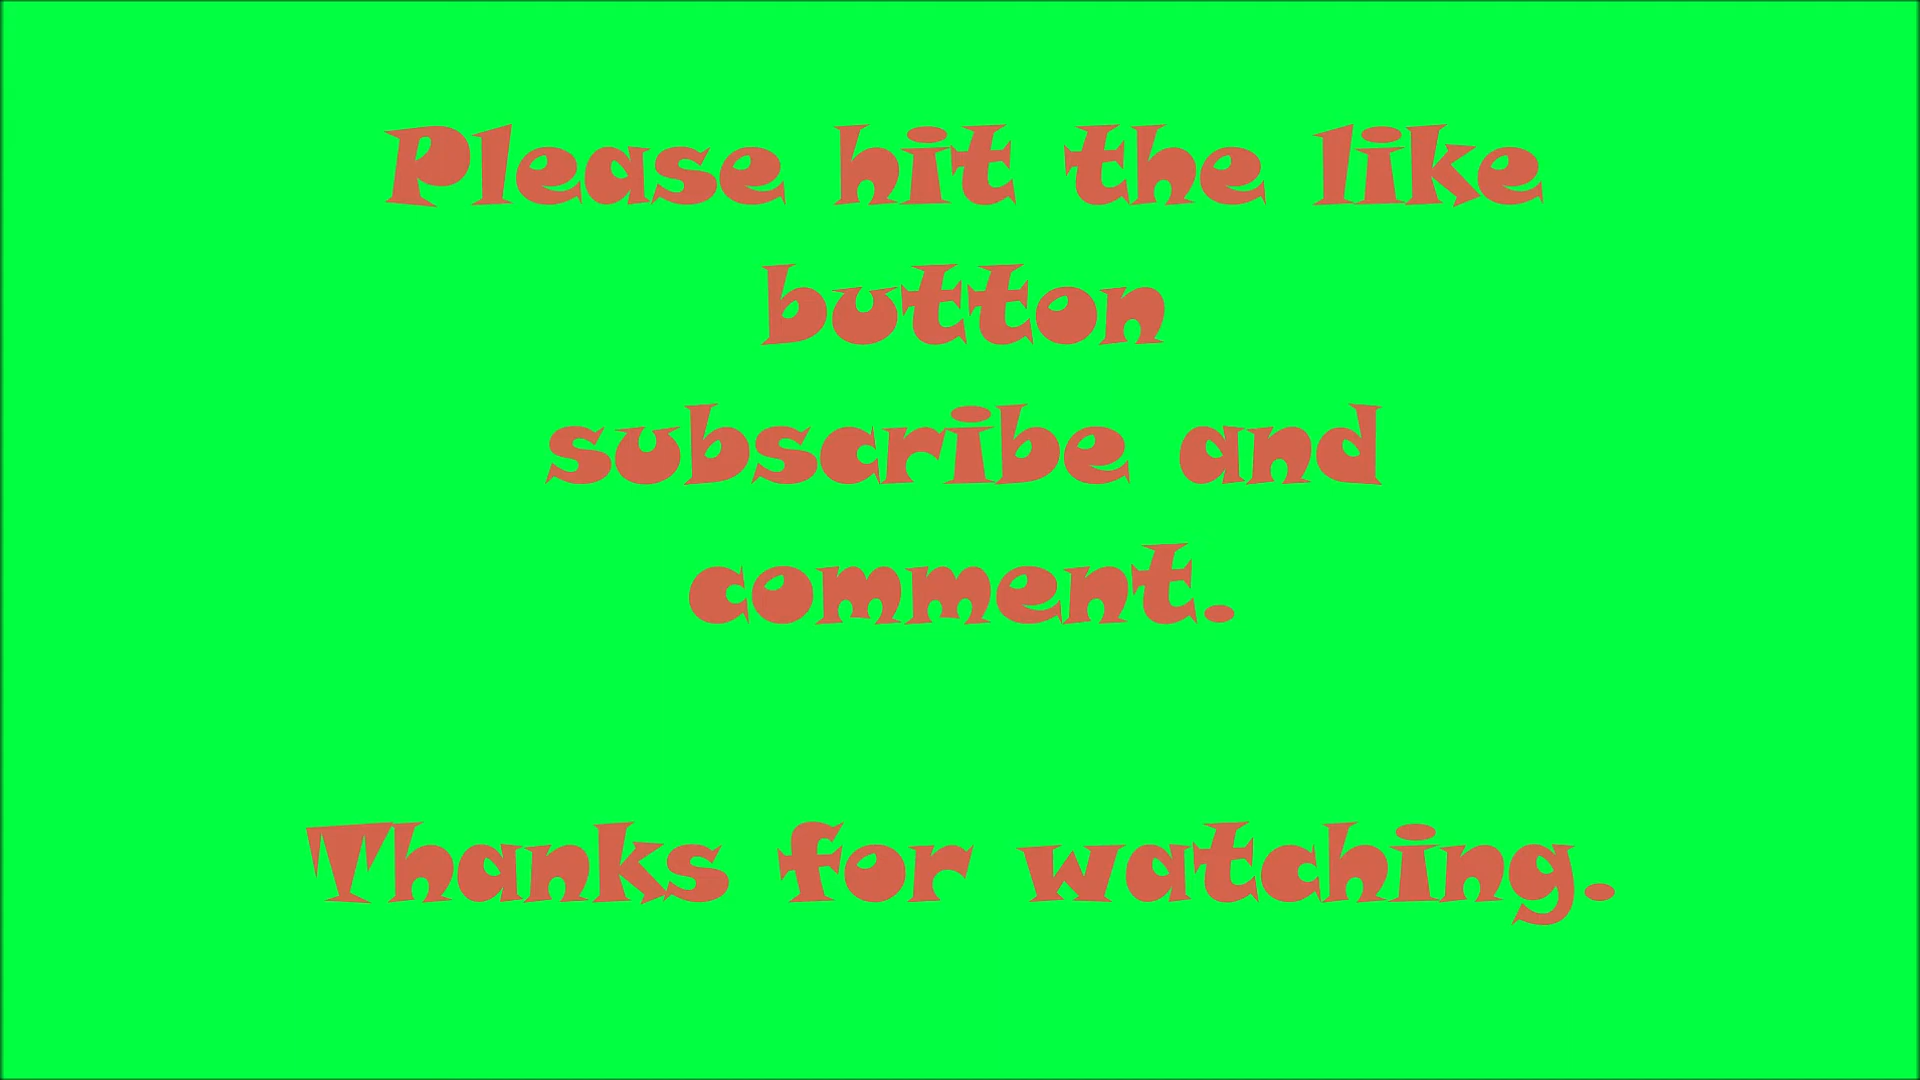 Please hit the like
button
subscribe and
comment.
Thanks for watching.